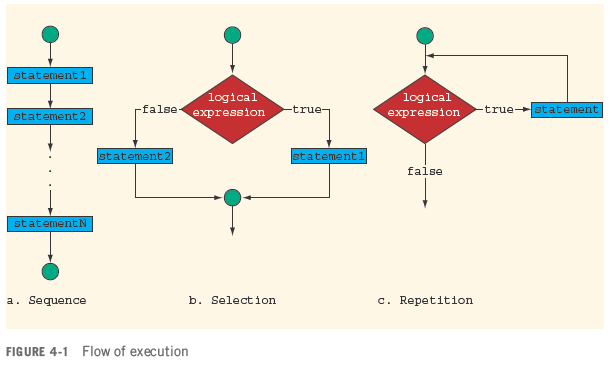 statement1
statement2
.
.
.
statementN
a. Sequence
logical
expression
false
true
statement2
statement1
b. Selection
logical
expression
true
statement
false
c. Repetition
FIGURE 4-1 Flow of execution